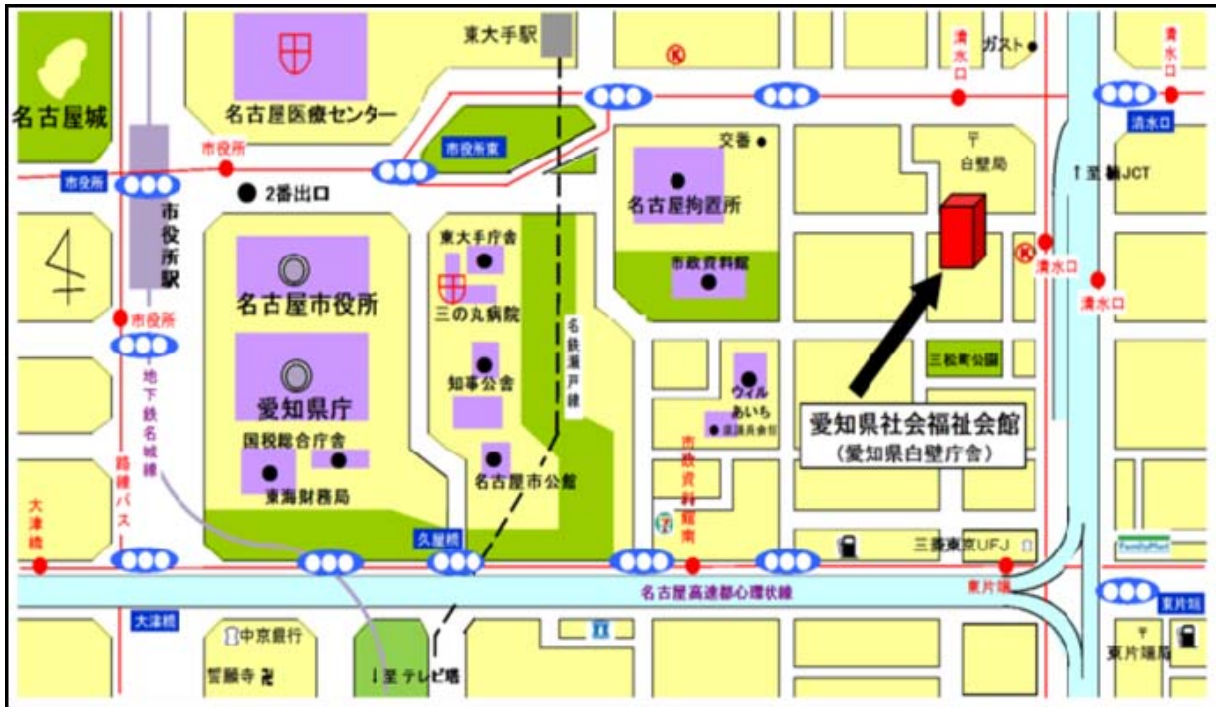 東大手駅
清水口
ガスト
清水口
名古屋城
名古屋医療センター
清水口
市役所
市役所東
交番
〒
白壁局
市役所
2番出口
名古屋拘置所
市役所駅
東大手庁舎
市政資料館
清水口
清水口
名古屋市役所
三の丸病院
市役所
名鉄瀬戸線
知事公舎
三松町公園
地下鉄名城線
愛知県庁
ウィル
あいち
愛知県社会福祉会館
(愛知県白壁庁舎)
国税総合庁舎
市政資料館南
名古屋市公館
路線バス
東海財務局
大津橋
7
久屋橋
三菱東京UFJ
FamilyMart
名古屋高速都心環状線
東片端
東片端
大津橋
中京銀行
〒
東片端局
誓願寺卍
↓至テレビ塔